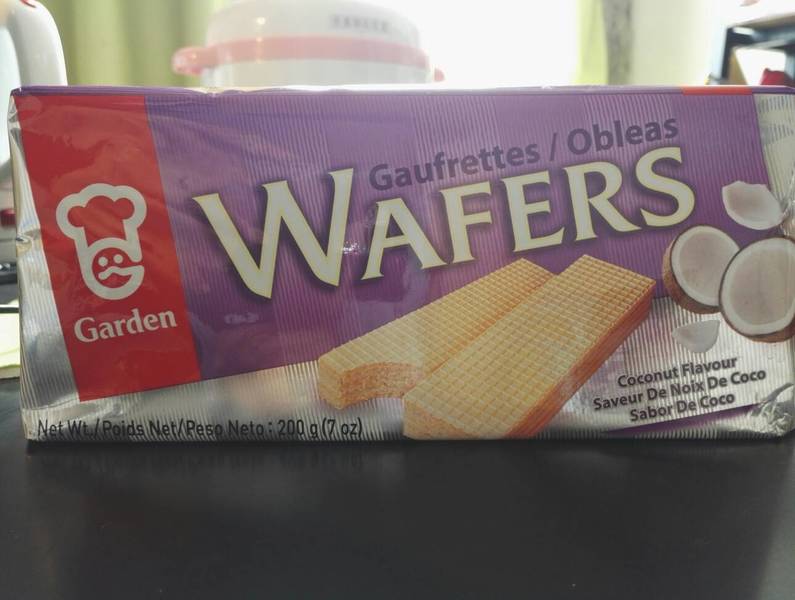 Gaufrettes / Obleas
WAFERS
Garden
Coconut Flavour
Saveur De Noix De Coco
Sabor De Coco
Net Wt./Poids Net/Peso Neto : 200 g (7 oz)